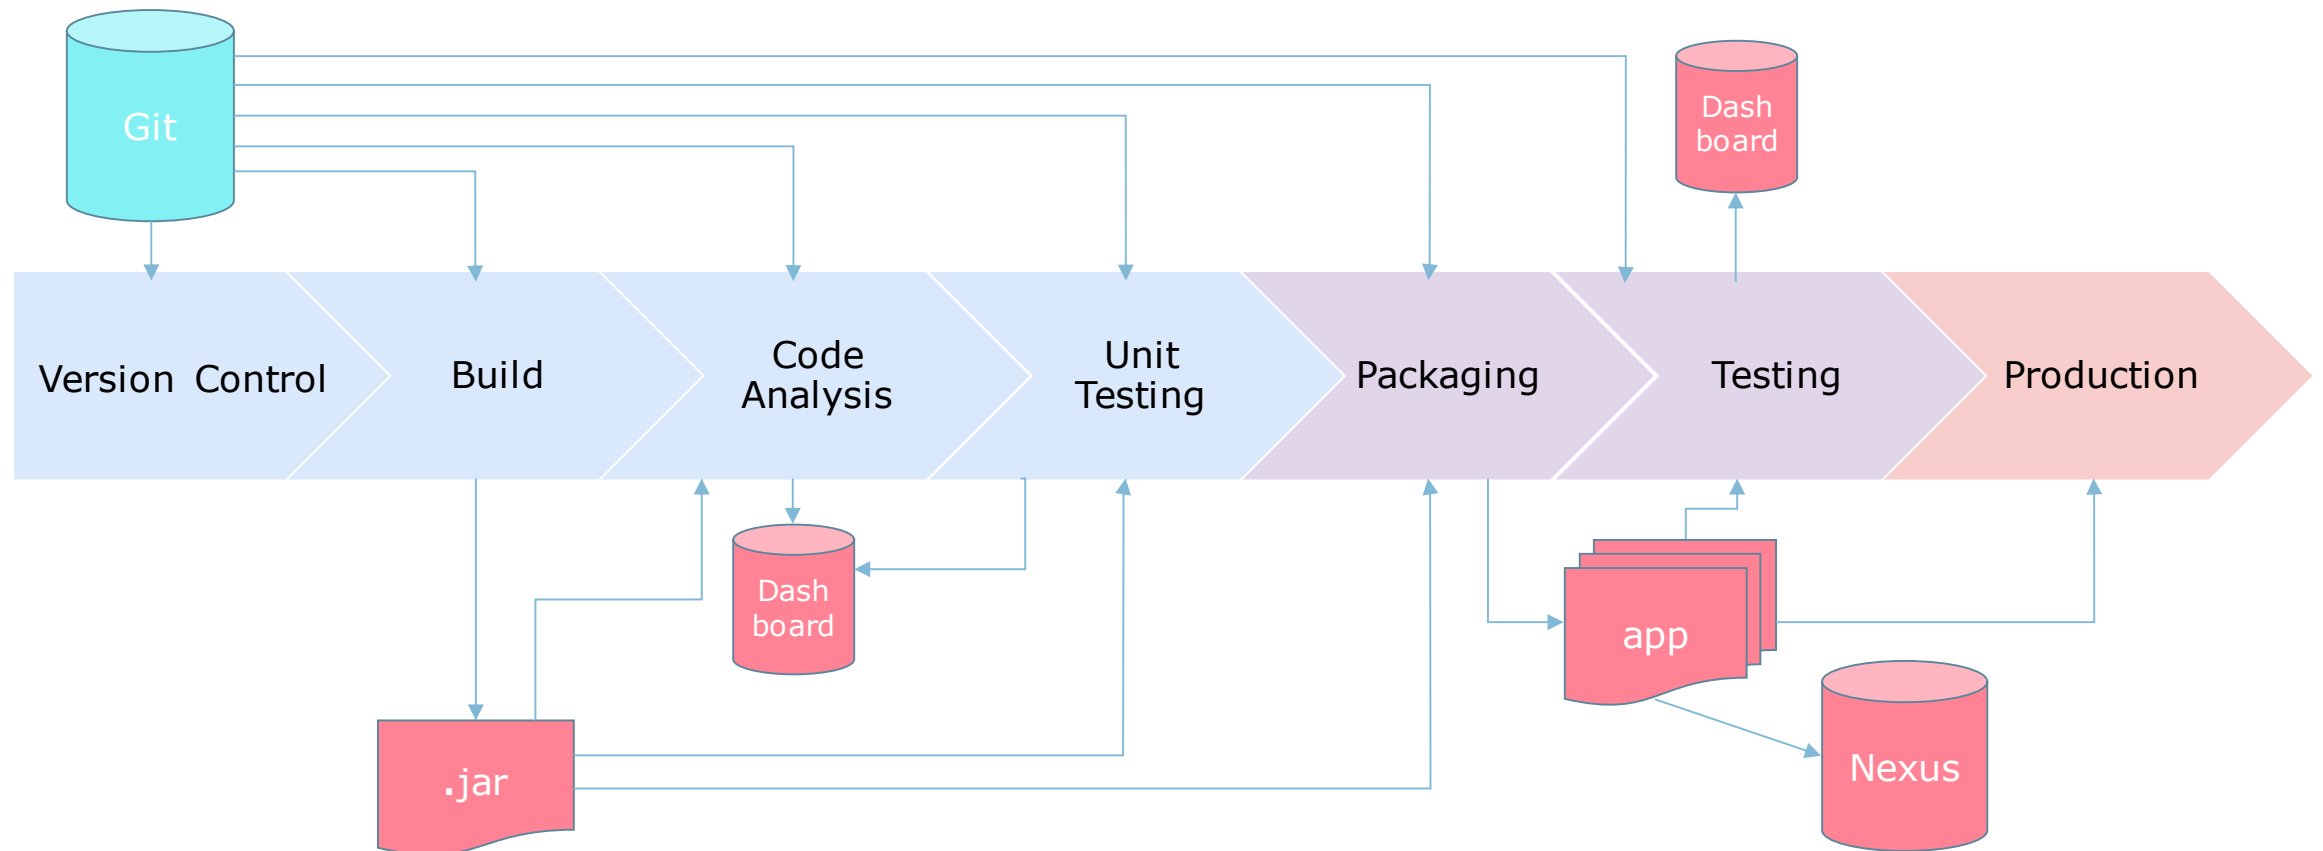 Git
Dash
board
Version Control
Build
Code
Analysis
Unit
Testing
Packaging
Testing
Production
Dash
board
app
.jar
Nexus